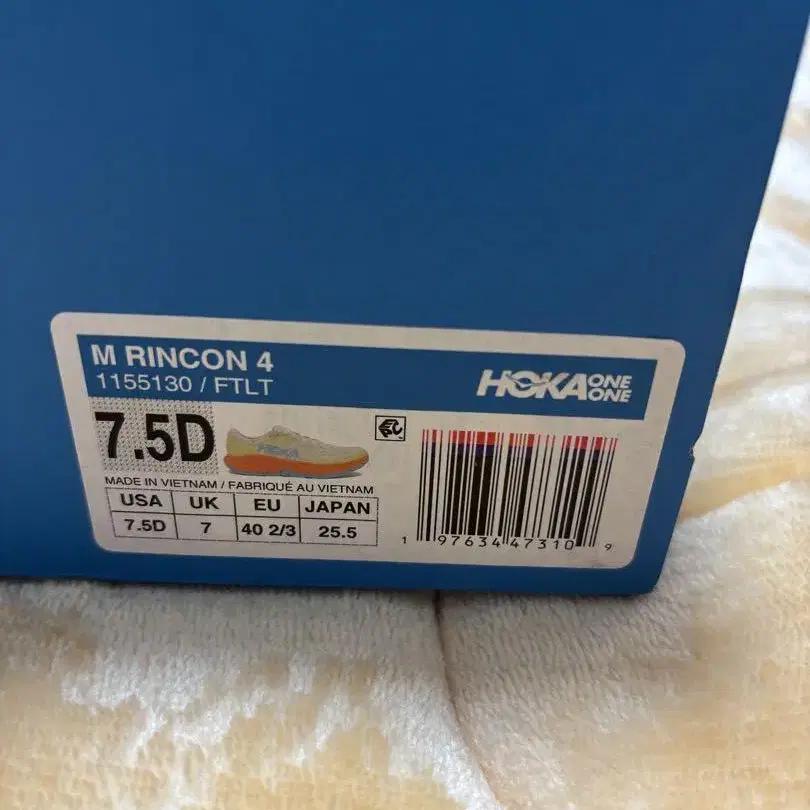 M RINCON 4
1155130 / FTLT
HOKA ONE ONE
7.5D
HOKA
MADE IN VIETNAM / FABRIQUÉ AU VIETNAM
USA UK EU JAPAN
7.5D 7 40 2/3 25.5
1 97634 47310 9